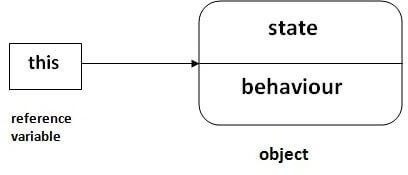 state
this
behaviour
reference
variable
object